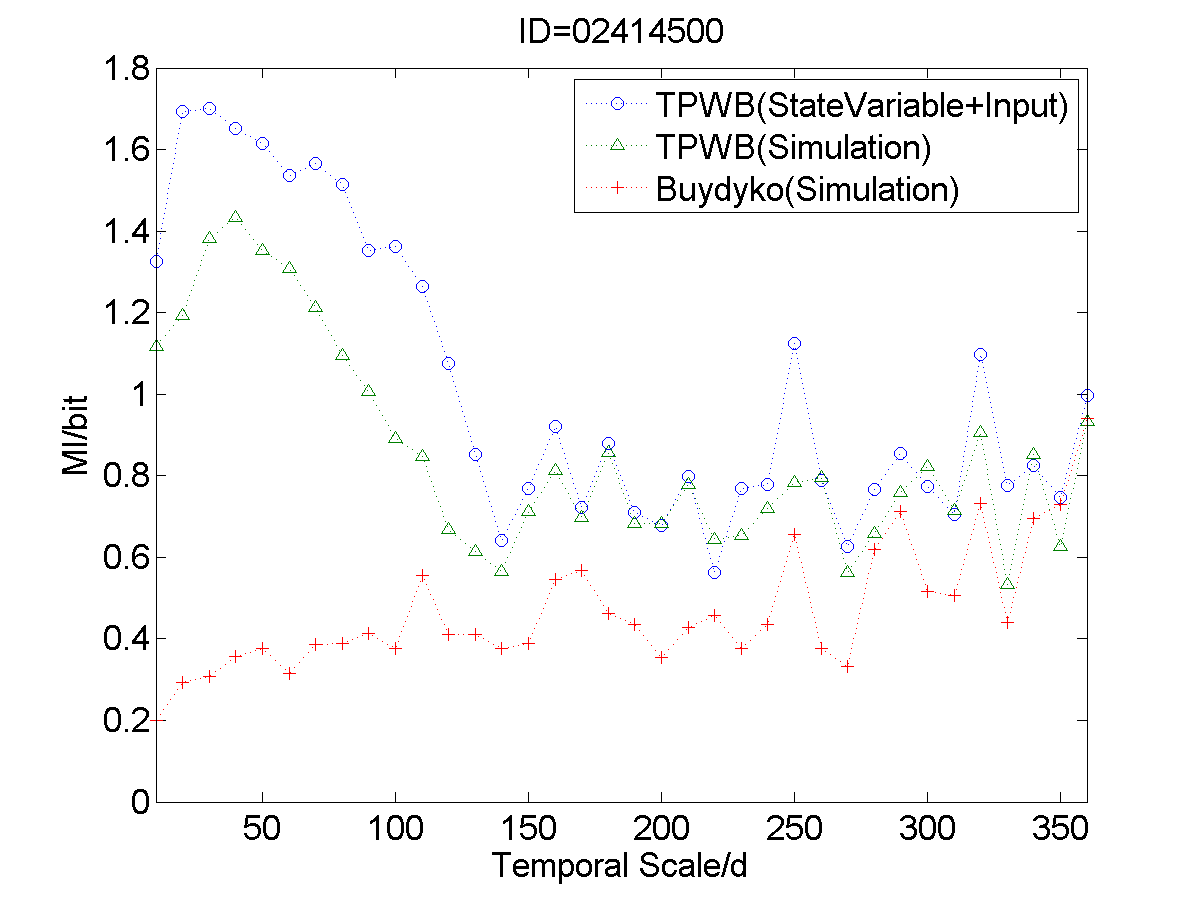 ID=02414500
TPWB(StateVariable+Input)
TPWB(Simulation)
Buydyko(Simulation)
MI/bit
1.8
1.6
1.4
1.2
1
0.8
0.6
0.4
0.2
0
50 100 150 200 250 300 350
Temporal Scale/d